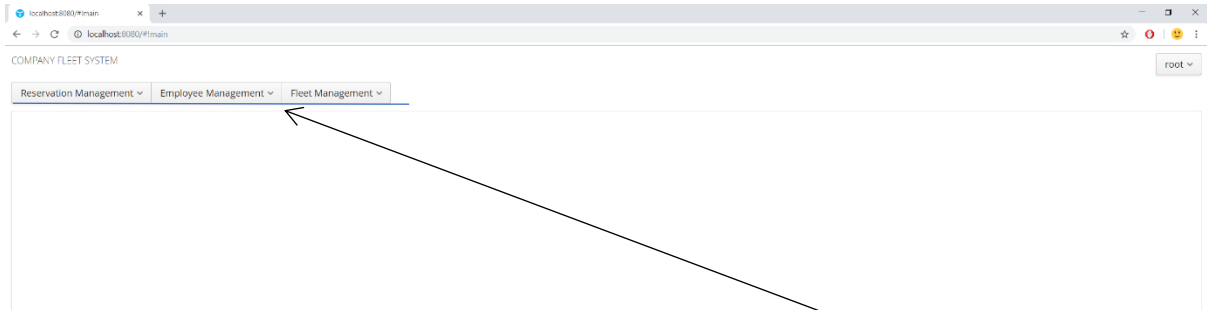 localhost:8080/#!main
localhost:8080/#!main
COMPANY FLEET SYSTEM
root
Reservation Management Employee Management Fleet Management